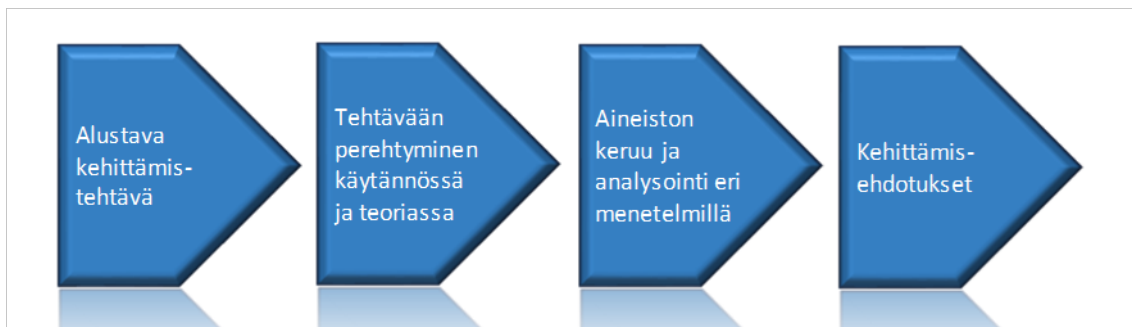 Alustava
kehittämis-
tehtävä
Tehtävään
perehtyminen
käytännössä
ja teoriassa
Aineiston
keruu ja
analysointi eri
menetelmillä
Kehittämis-
ehdotukset